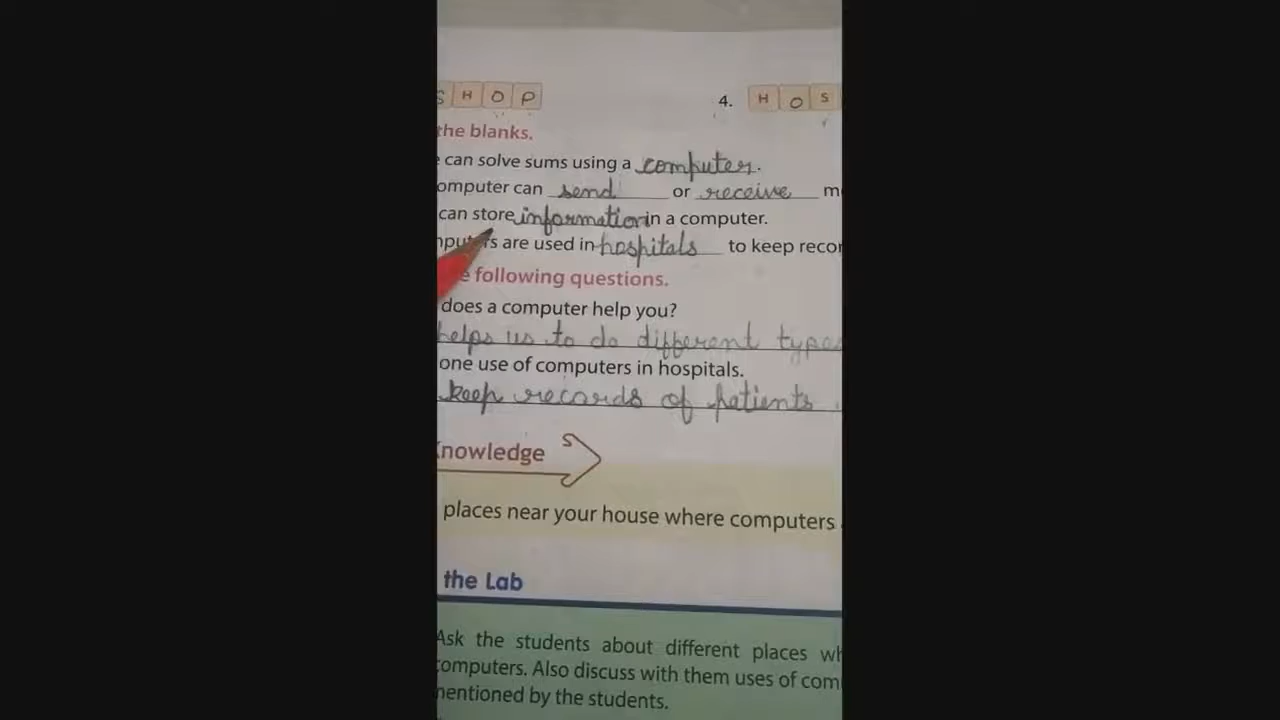 S H O P 4. H O S
the blanks.
can solve sums using a computer.
omputer can send or receive m
can store information in a computer.
are used in hospitals to keep recor
following questions.
does a computer help you?
helps us to do different types
one use of computers in hospitals.
keep records of patients
Knowledge
places near your house where computers
the Lab
Ask the students about different places wh
computers. Also discuss with them uses of com
mentioned by the students.